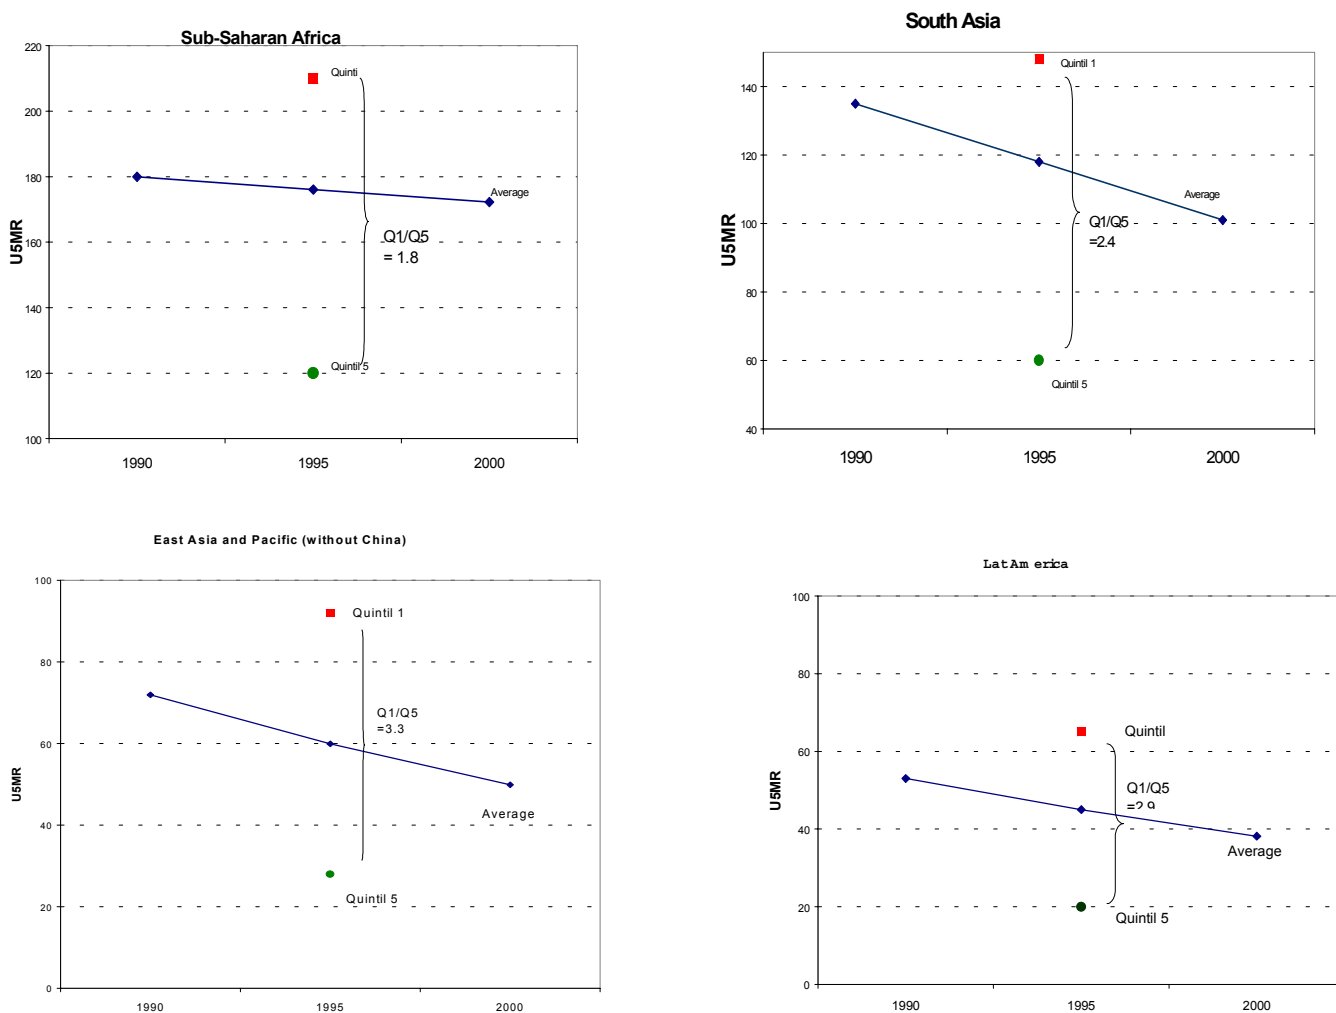 Sub-Saharan Africa
220
200
180
160
140
120
100
U5MR
Quinti
Average
Q1/Q5
= 1.8
Quintil 5
1990 1995 2000
South Asia
140
120
100
80
60
40
U5MR
Quintil 1
Average
Q1/Q5
=2.4
Quintil 5
1990 1995 2000
East Asia and Pacific (without China)
100
80
60
40
20
0
U5MR
Quintil 1
Q1/Q5
=3.3
Average
Quintil 5
1990 1995 2000
Lat Am erica
100
80
60
40
20
0
U5MR
Quintil
Q1/Q5
=2.9
Average
Quintil 5
1990 1995 2000